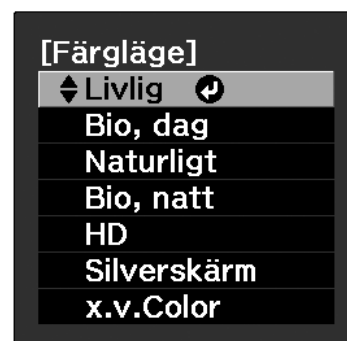 [Färgläge]
Livlig
Bio, dag
Naturligt
Bio, natt
HD
Silverskärm
x.v.Color